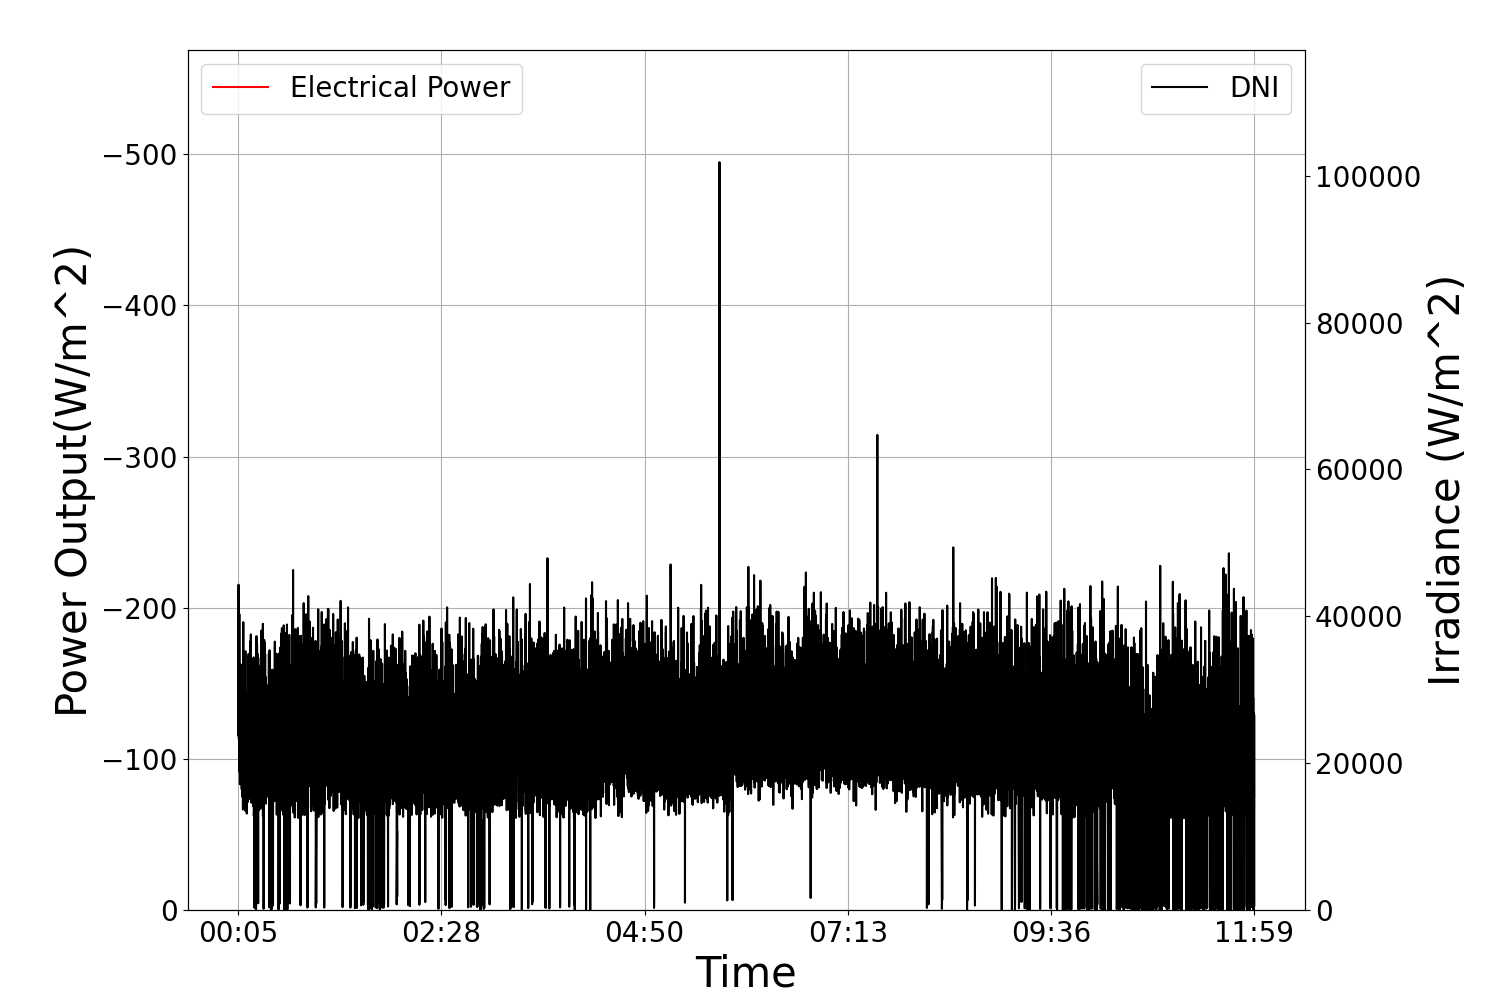 Electrical Power
DNI
−500
−400
−300
−200
−100
0
100000
80000
60000
40000
20000
0
00:05 02:28 04:50 07:13 09:36 11:59
Time
Power Output(W/m^2)
Irradiance (W/m^2)